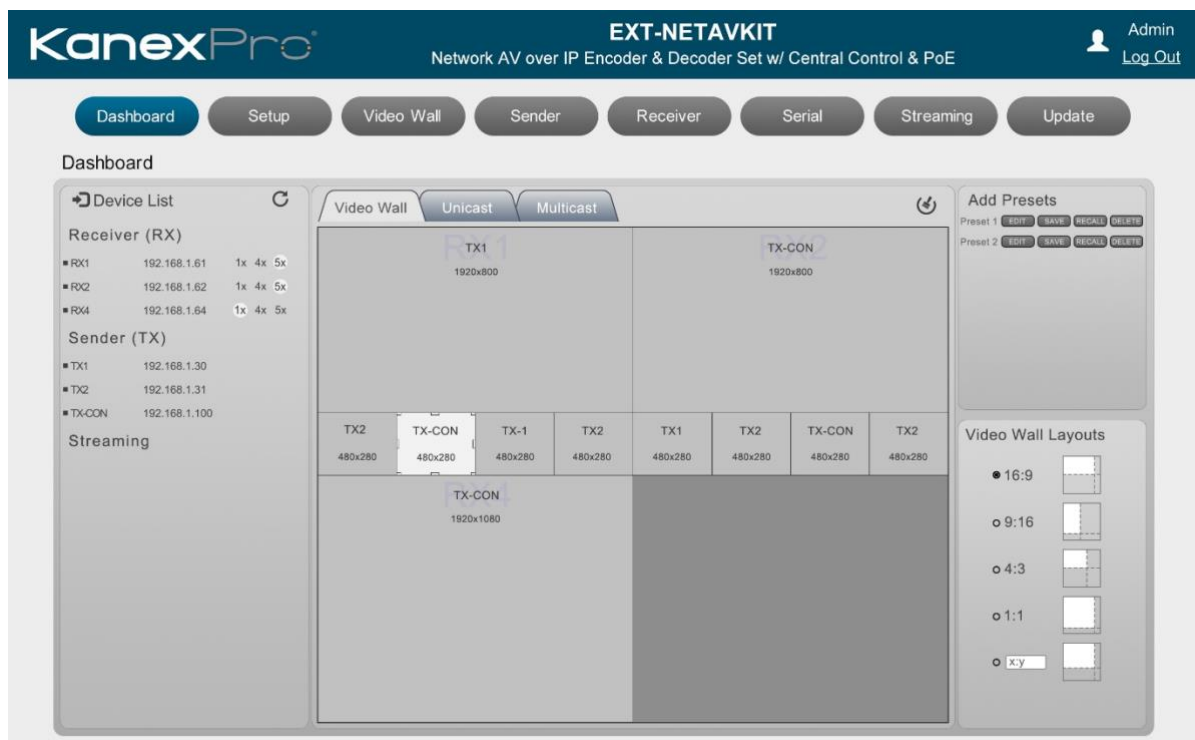 KanexPro
EXT-NETAVKIT
Network AV over IP Encoder & Decoder Set w/ Central Control & PoE
Admin
Log Out
Dashboard Setup Video Wall Sender Receiver Serial Streaming Update
Dashboard
Device List
Receiver (RX)
RX1 192.168.1.61 1x 4x 5x
RX2 192.168.1.62 1x 4x 5x
RX4 192.168.1.64 1x 4x 5x
Sender (TX)
TX1 192.168.1.30
TX2 192.168.1.31
TX-CON 192.168.1.100
Streaming
Video Wall Unicast Multicast
RX1 RX2
TX1 TX-CON
1920x800 1920x800
TX2 TX-CON TX-1 TX2 TX1 TX2 TX-CON TX2
480x280 480x280 480x280 480x280 480x280 480x280 480x280 480x280
RX4
TX-CON
1920x1080
Add Presets
Preset 1 EDIT SAVE RECALL DELETE
Preset 2 EDIT SAVE RECALL DELETE
Video Wall Layouts
16:9
9:16
4:3
1:1
x:y